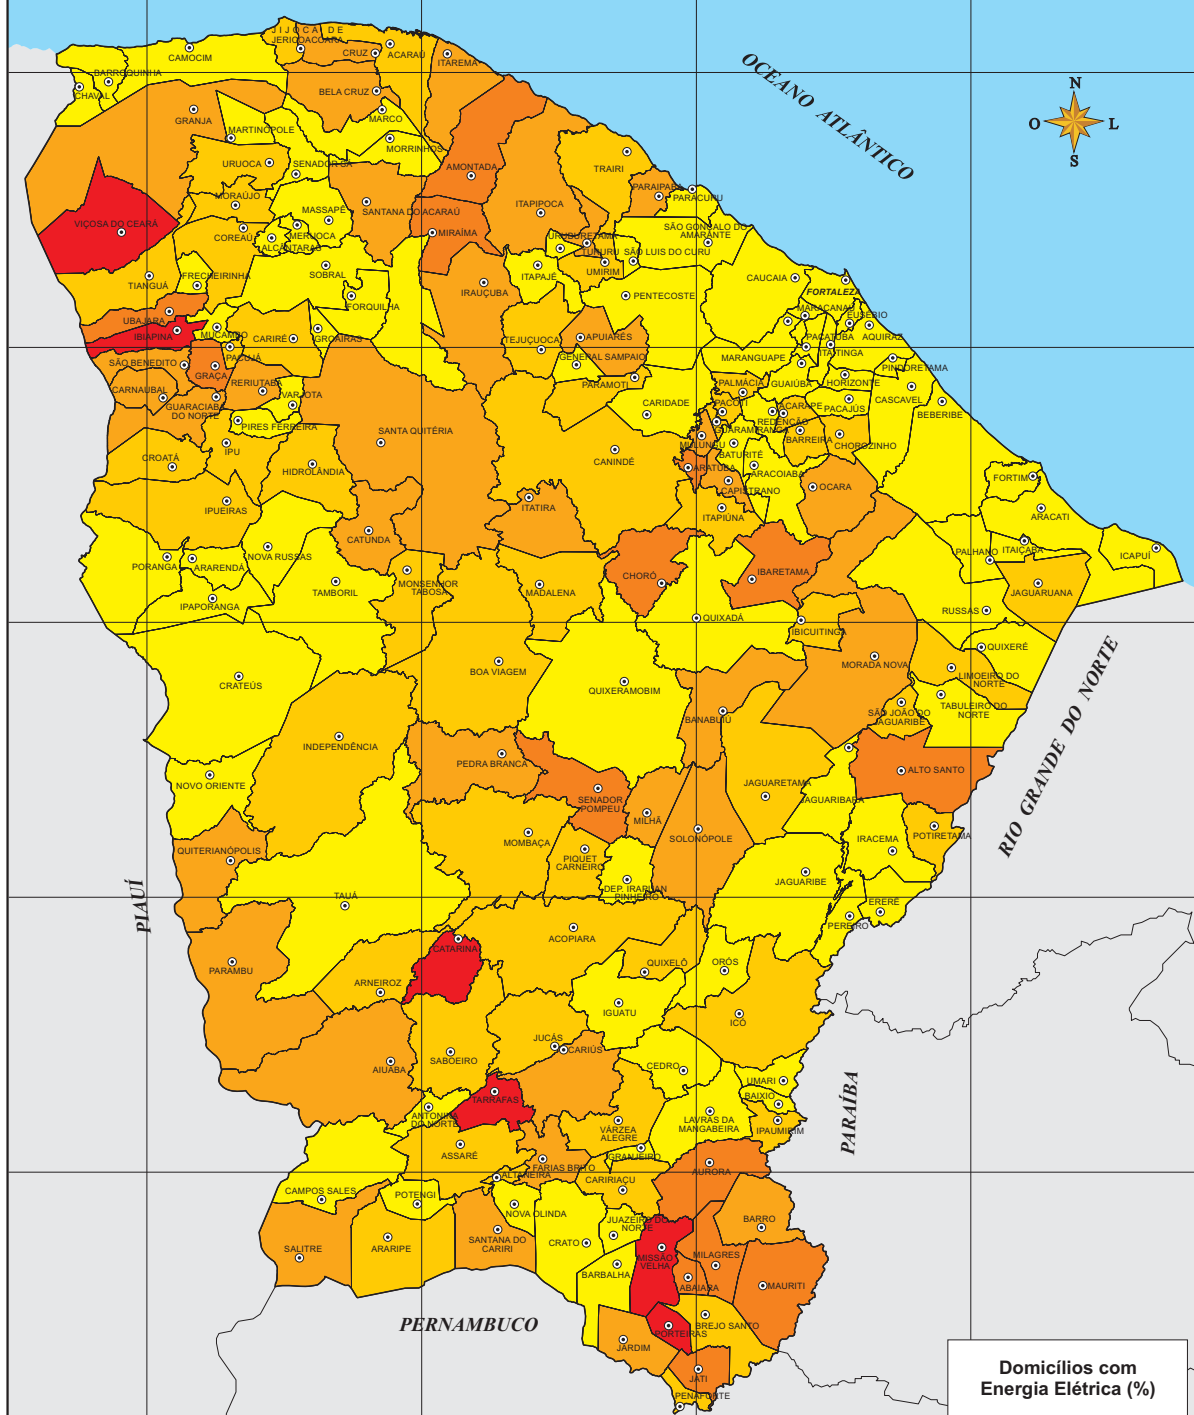 JIJOCA DE
JERICOACOARA
CAMOCIM
CRUZ
ACARAÚ
ITAREMA
BARROQUINHA
CHAVAL
BELA CRUZ
MARCO
GRANJA
MARTINÓPOLE
MORRINHOS
OCEANO ATLÂNTICO
N
O
L
S
URUOCA
SENADOR SÁ
AMONTADA
TRAIRI
MORAÚJO
MASSAPÊ
SANTANA DO ACARAÚ
ITAPIPOCA
PARAIPABA
PARACURU
VIÇOSA DO CEARÁ
COREAÚ
MERUOCA
ALCÂNTARAS
MIRAÍMA
URUBURETAMA
TURURU
SÃO GONÇALO DO
AMARANTE
SÃO LUIS DO CURU
UMIRIM
TIANGUÁ
FRECHEIRINHA
SOBRAL
ITAPAJÉ
CAUCAIA
FORTALEZA
FORQUILHA
IRAUÇUBA
PENTECOSTE
MARACANAÚ
EUSÉBIO
UBAJARA
IBIAPINA
MUCAMBO
PACUJÁ
CARIRÉ
GROAÍRAS
TEJUÇUOCA
APUIARÉS
PACATUBA
ITAITINGA
AQUIRAZ
SÃO BENEDITO
GRAÇA
GENERAL SAMPAIO
MARANGUAPE
PINDORETAMA
CARNAUBAL
RERIUTABA
VARJOTA
PARAMOTI
PALMÁCIA
GUAIÚBA
HORIZONTE
GUARACIABA
DO NORTE
CARIDADE
PACOTI
ACARAPE
PACAJÚS
CASCAVEL
BEBERIBE
PIRES FERREIRA
GUARAMIRANGA
REDENÇÃO
IPU
SANTA QUITÉRIA
MULUNGU
BATURITÉ
BARREIRA
CHOROZINHO
CROATÁ
HIDROLÂNDIA
CANINDÉ
ARATUBA
ARACOIABA
CAPISTRANO
OCARA
FORTIM
IPUEIRAS
ITATIRA
ITAPIÚNA
ARACATI
CATUNDA
NOVA RUSSAS
PORANGA
ARARENDÁ
PALHANO
ITAIÇABA
ICAPUÍ
MONSENHOR
TABOSA
MADALENA
CHORÓ
IBARETAMA
TAMBORIL
IPAPORANGA
JAGUARUANA
RUSSAS
QUIXADÁ
IBICUITINGA
QUIXERÉ
BOA VIAGEM
MORADA NOVA
CRATEÚS
QUIXERAMOBIM
LIMOEIRO DO
NORTE
TABULEIRO DO
NORTE
SÃO JOÃO DO
JAGUARIBE
BANABUIÚ
RIO GRANDE DO NORTE
INDEPENDÊNCIA
PEDRA BRANCA
ALTO SANTO
NOVO ORIENTE
JAGUARETAMA
SENADOR
POMPEU
JAGUARIBARA
MILHÃ
SOLONÓPOLE
MOMBAÇA
IRACEMA
POTIRETAMA
QUITERIANÓPOLIS
PIQUET
CARNEIRO
DEP. IRAPUAN
PINHEIRO
JAGUARIBE
PIAUÍ
TAUÁ
ERERÊ
PEREIRO
ACOPIARA
CATARINA
PARAMBU
QUIXELÔ
ORÓS
ARNEIROZ
IGUATU
ICÓ
JUCÁS
CARIÚS
AIUABA
SABOEIRO
CEDRO
UMARI
BAIXIO
TARRAFAS
PARAÍBA
ANTONINA
DO NORTE
VÁRZEA
ALEGRE
LAVRAS DA
MANGABEIRA
IPAUMIRIM
ASSARÉ
GRANJEIRO
FARIAS BRITO
AURORA
ALTANEIRA
CARIRIAÇU
CAMPOS SALES
POTENGI
NOVA OLINDA
JUAZEIRO DO
NORTE
BARRO
SALITRE
ARARIPE
SANTANA DO
CARIRI
CRATO
MISSÃO
VELHA
MILAGRES
BARBALHA
ABAIARA
MAURITI
PERNAMBUCO
BREJO SANTO
PORTEIRAS
JARDIM
JATI
PENAFORTE
Domicílios com
Energia Elétrica (%)